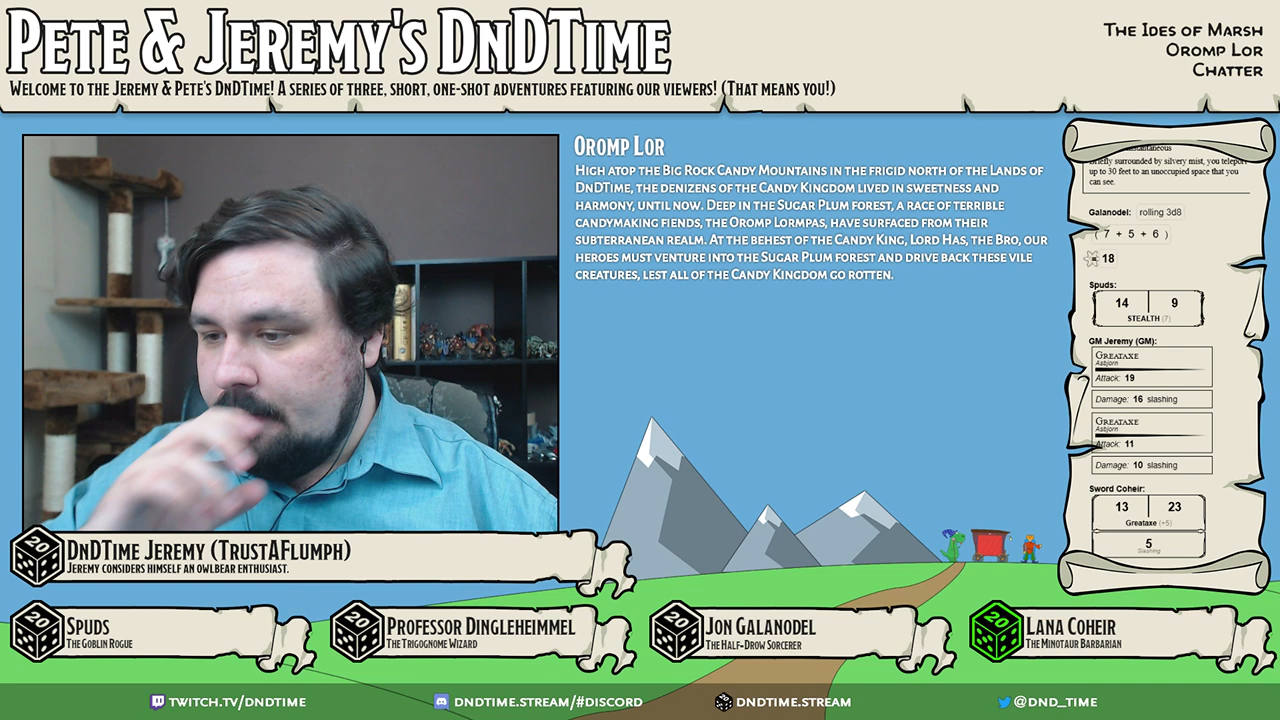 Pete & Jeremy's DnDTime
Welcome to the Jeremy & Pete's DnDTime! A series of three, short, one-shot adventures featuring our viewers! (That means you!)
The Ides of Marsh
Oromp Lor
Chatter
Oromp Lor
High atop the Big Rock Candy Mountains in the frigid north of the Lands of
DnDTime, the denizens of the Candy Kingdom lived in sweetness and
harmony, until now. Deep in the Sugar Plum Forest, a race of terrible
candymaking fiends, the Oromp Lormpas, have surfaced from their
subterranean realm. At the behest of the Candy King, Lord Has, the Bro, our
heroes must venture into the Sugar Plum Forest and drive back these vile
creatures, lest all of the Candy Kingdom go rotten.
Briefly surrounded by silvery mist, you teleport
up to 30 feet to an unoccupied space that you
can see.
Galanodel: rolling 3d8
( 7 + 5 + 6 )
= 18
Spuds:
14 9
STEALTH (7)
GM Jeremy (GM):
Greataxe
Asbjorn
Attack: 19
Damage: 16 slashing
Greataxe
Asbjorn
Attack: 11
Damage: 10 slashing
Sword Coheir:
13 23
Greataxe (+5)
5
Slashing
20
DnDTime Jeremy (TrustAFlumph)
Jeremy considers himself an owlbear enthusiast.
20
Spuds
The Goblin Rogue
20
Professor Dingleheimmel
The Trigognome Wizard
20
Jon Galanodel
The Half-Drow Sorcerer
20
Lana Coheir
The Minotaur Barbarian
twitch.tv/dndtime
dndtime.stream/#discord
dndtime.stream
@dnd_time